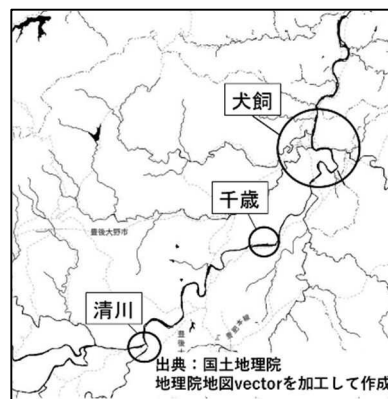 犬飼
千歳
豊後大野市
清川
出典：国土地理院
地理院地図vectorを加工して作成